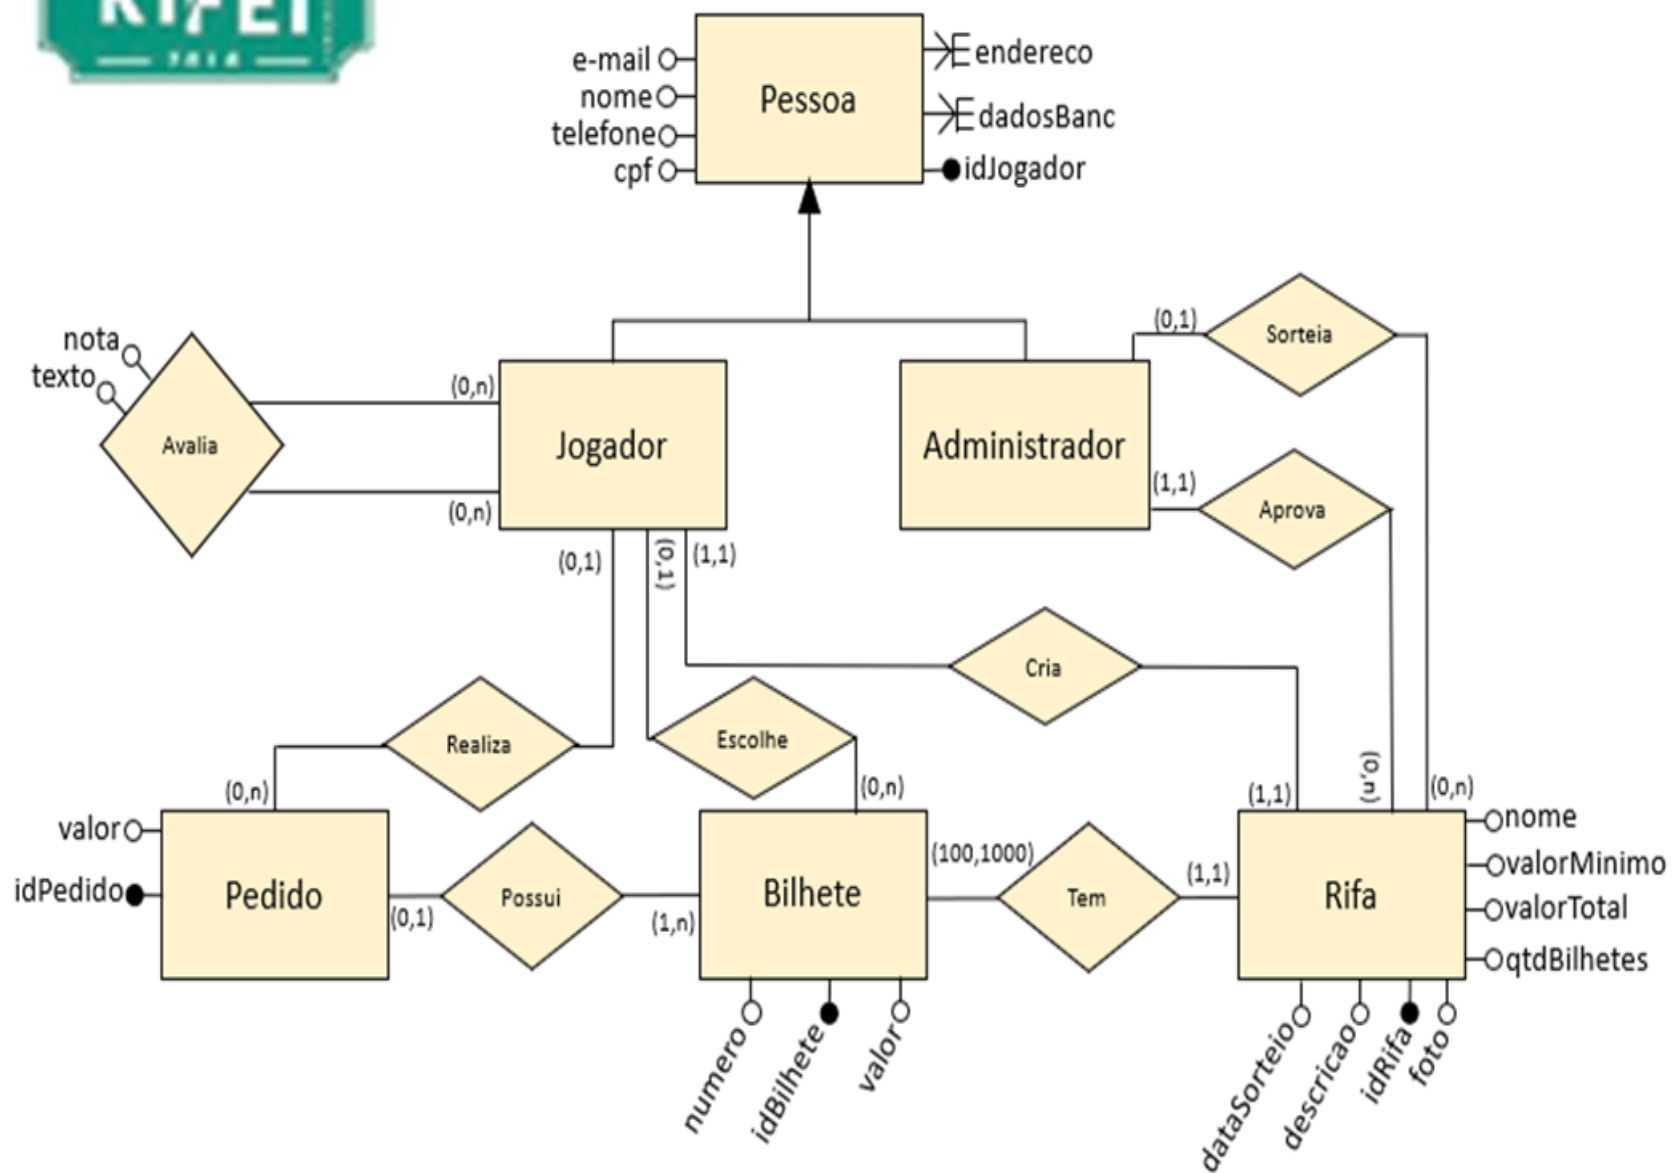 e-mail
nome
telefone
cpf
Pessoa
endereco
dadosBanc
idJogador
nota
texto
Avalia
(0,n)
(0,n)
Jogador
Administrador
(0,1)
Sorteia
(1,1)
Aprova
(0,1)
(0,1)
(1,1)
Cria
Realiza
Escolhe
(0,n)
(0,n)
(1,1)
(0,n)
(0,n)
valor
idPedido
Pedido
(0,1)
Possui
(1,n)
Bilhete
(100,1000)
Tem
(1,1)
Rifa
nome
valorMinimo
valorTotal
qtdBilhetes
numero
idBilhete
valor
dataSorteio
descricao
idRifa
foto